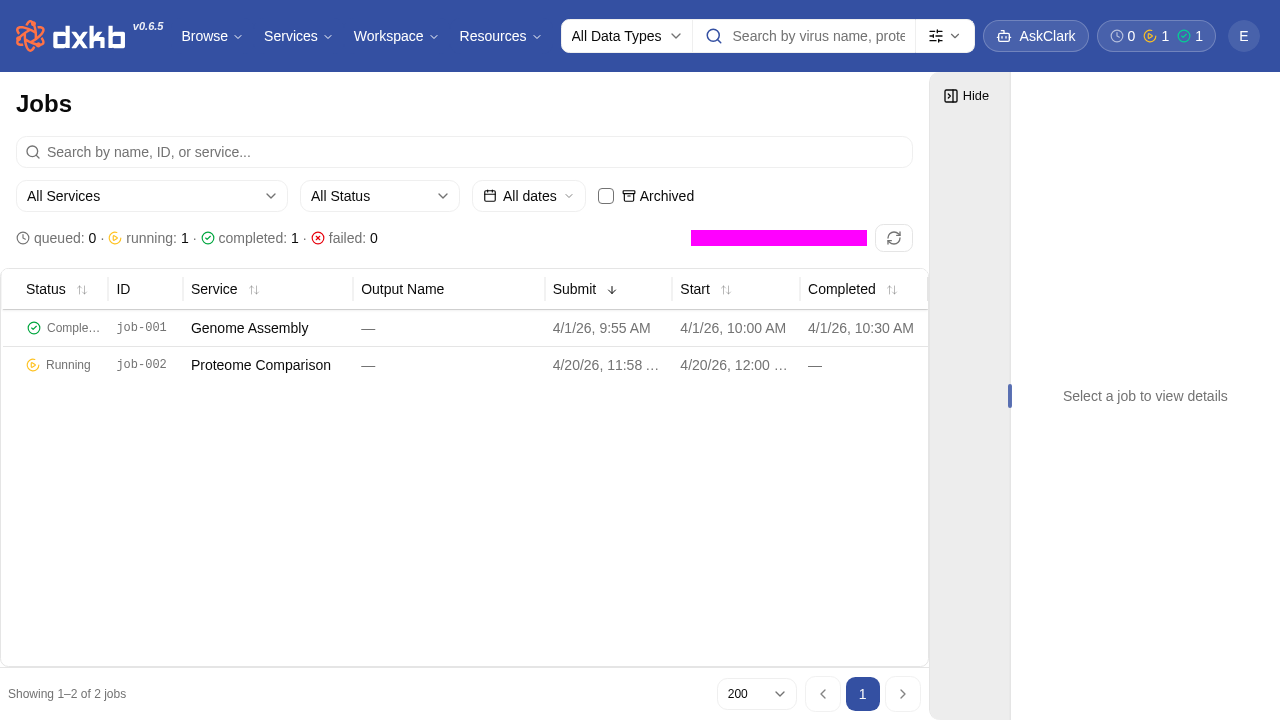 dxkb v0.6.5 Browse Services Workspace Resources All Data Types Search by virus name, prote AskClark 0 1 1 E
Jobs
Hide
Search by name, ID, or service...
All Services All Status All dates Archived
queued: 0 · running: 1 · completed: 1 · failed: 0
Status ID Service Output Name Submit Start Completed
Comple… job-001 Genome Assembly — 4/1/26, 9:55 AM 4/1/26, 10:00 AM 4/1/26, 10:30 AM
Running job-002 Proteome Comparison — 4/20/26, 11:58 … 4/20/26, 12:00 … —
Select a job to view details
Showing 1–2 of 2 jobs 200 1